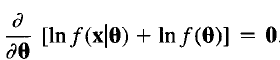 ∂/∂𝛉 [ln f(𝐱|𝛉) + ln f(𝛉)] = 𝟎.